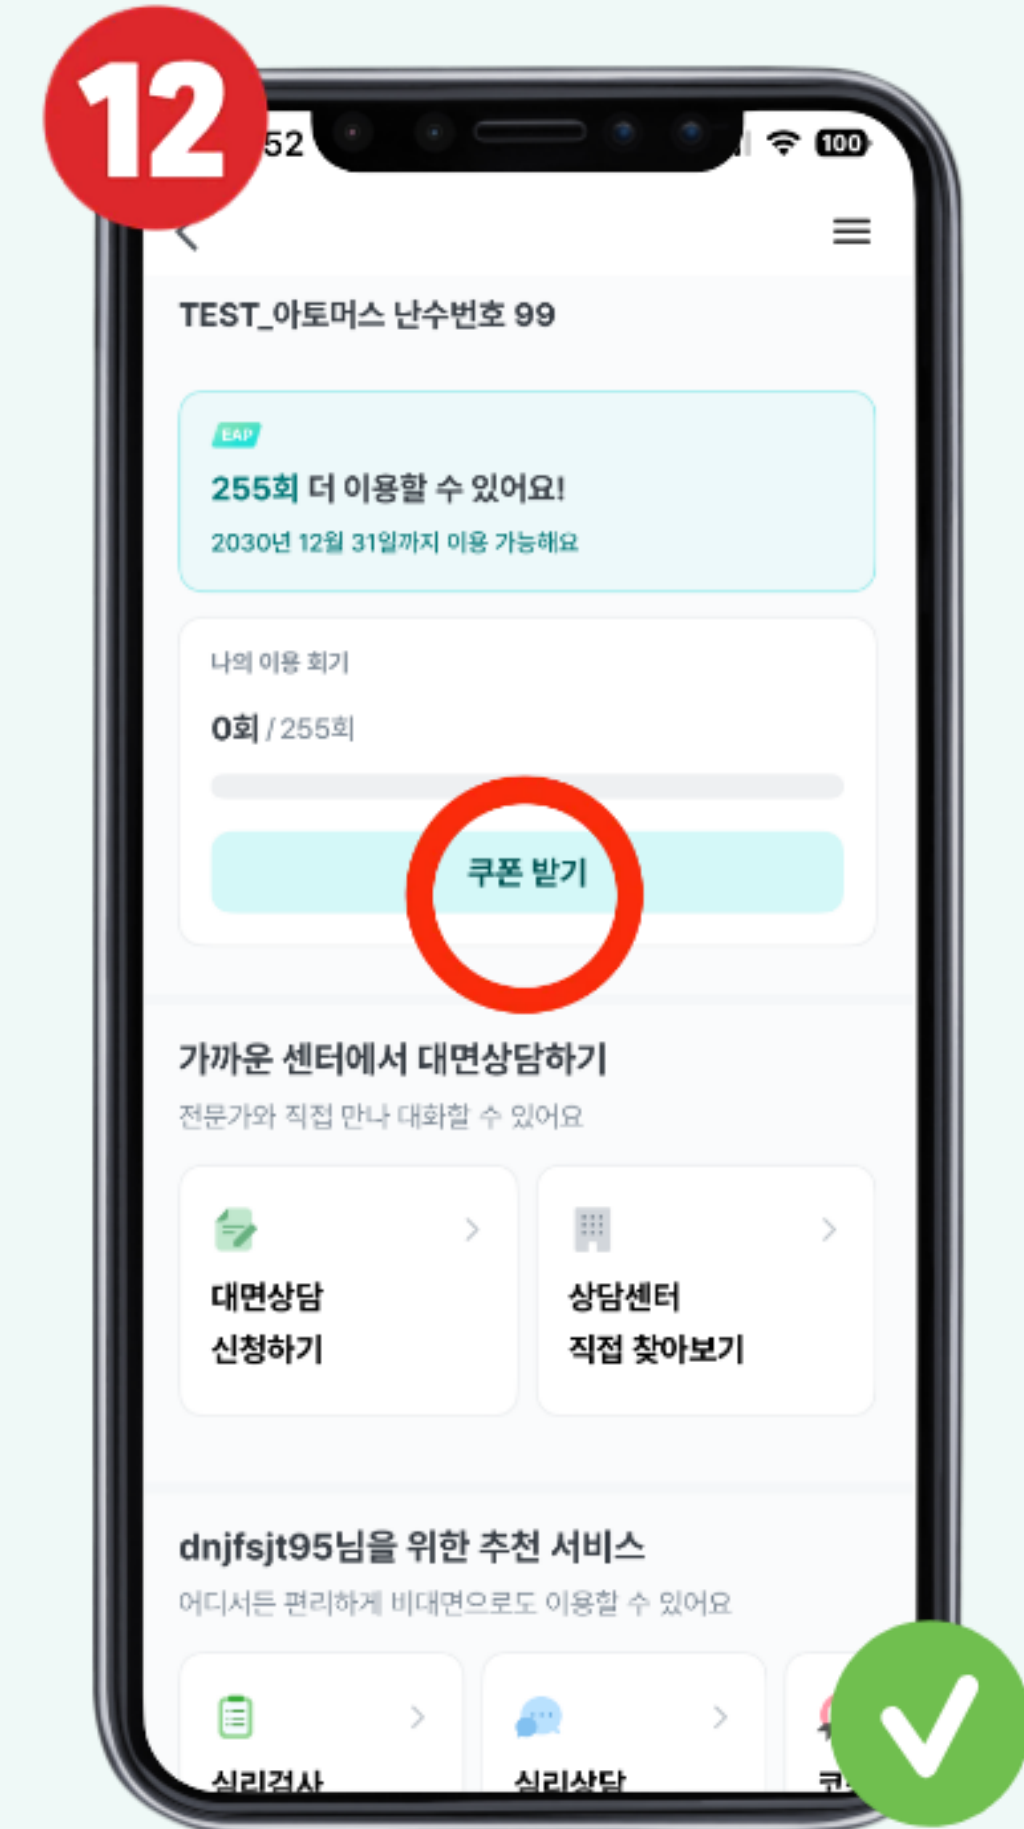 12
52
100
TEST_아토머스 난수번호 99
EAP
255회 더 이용할 수 있어요!
2030년 12월 31일까지 이용 가능해요
나의 이용 회기
0회 / 255회
쿠폰 받기
가까운 센터에서 대면상담하기
전문가와 직접 만나 대화할 수 있어요
대면상담
신청하기
상담센터
직접 찾아보기
dnjfsjt95님을 위한 추천 서비스
어디서든 편리하게 비대면으로도 이용할 수 있어요
심리검사
심리상담